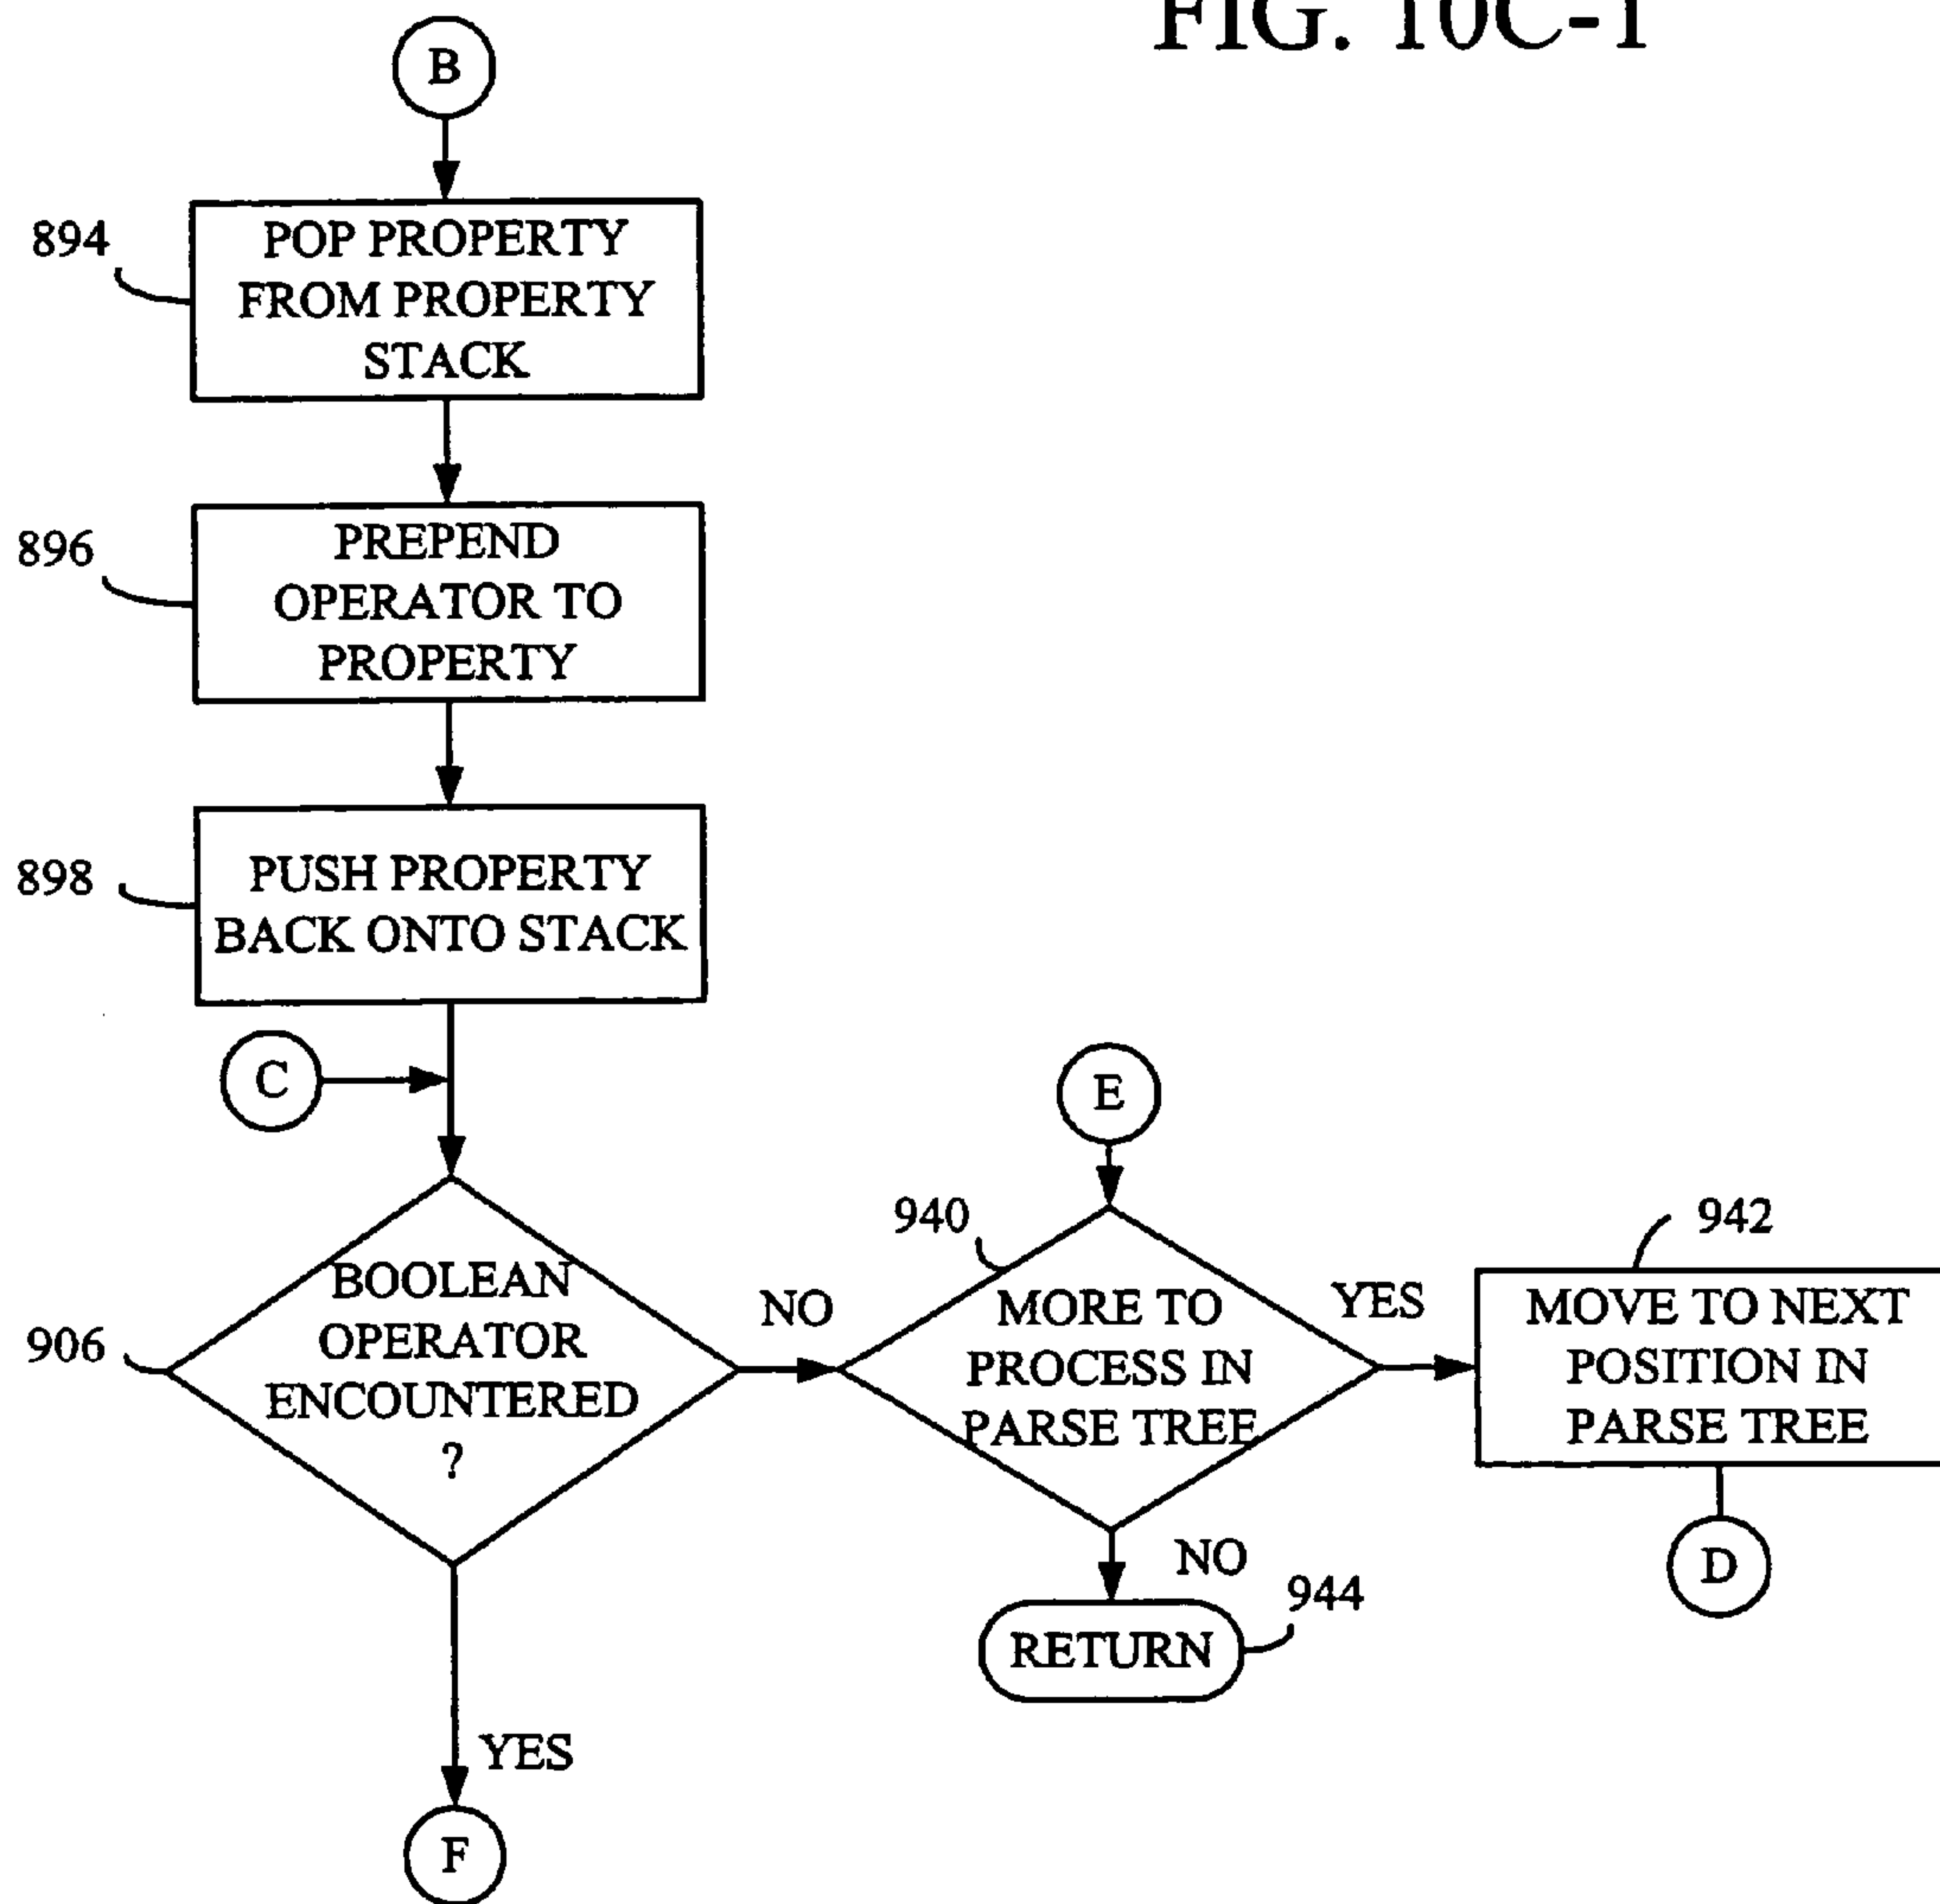 FIG. 10C-1
B
894
POP PROPERTY
FROM PROPERTY
STACK
896
PREPEND
OPERATOR TO
PROPERTY
898
PUSH PROPERTY
BACK ONTO STACK
C
E
906
BOOLEAN
OPERATOR
ENCOUNTERED
?
NO
940
MORE TO
PROCESS IN
PARSE TREE
YES
942
MOVE TO NEXT
POSITION IN
PARSE TREE
D
NO
944
RETURN
YES
F